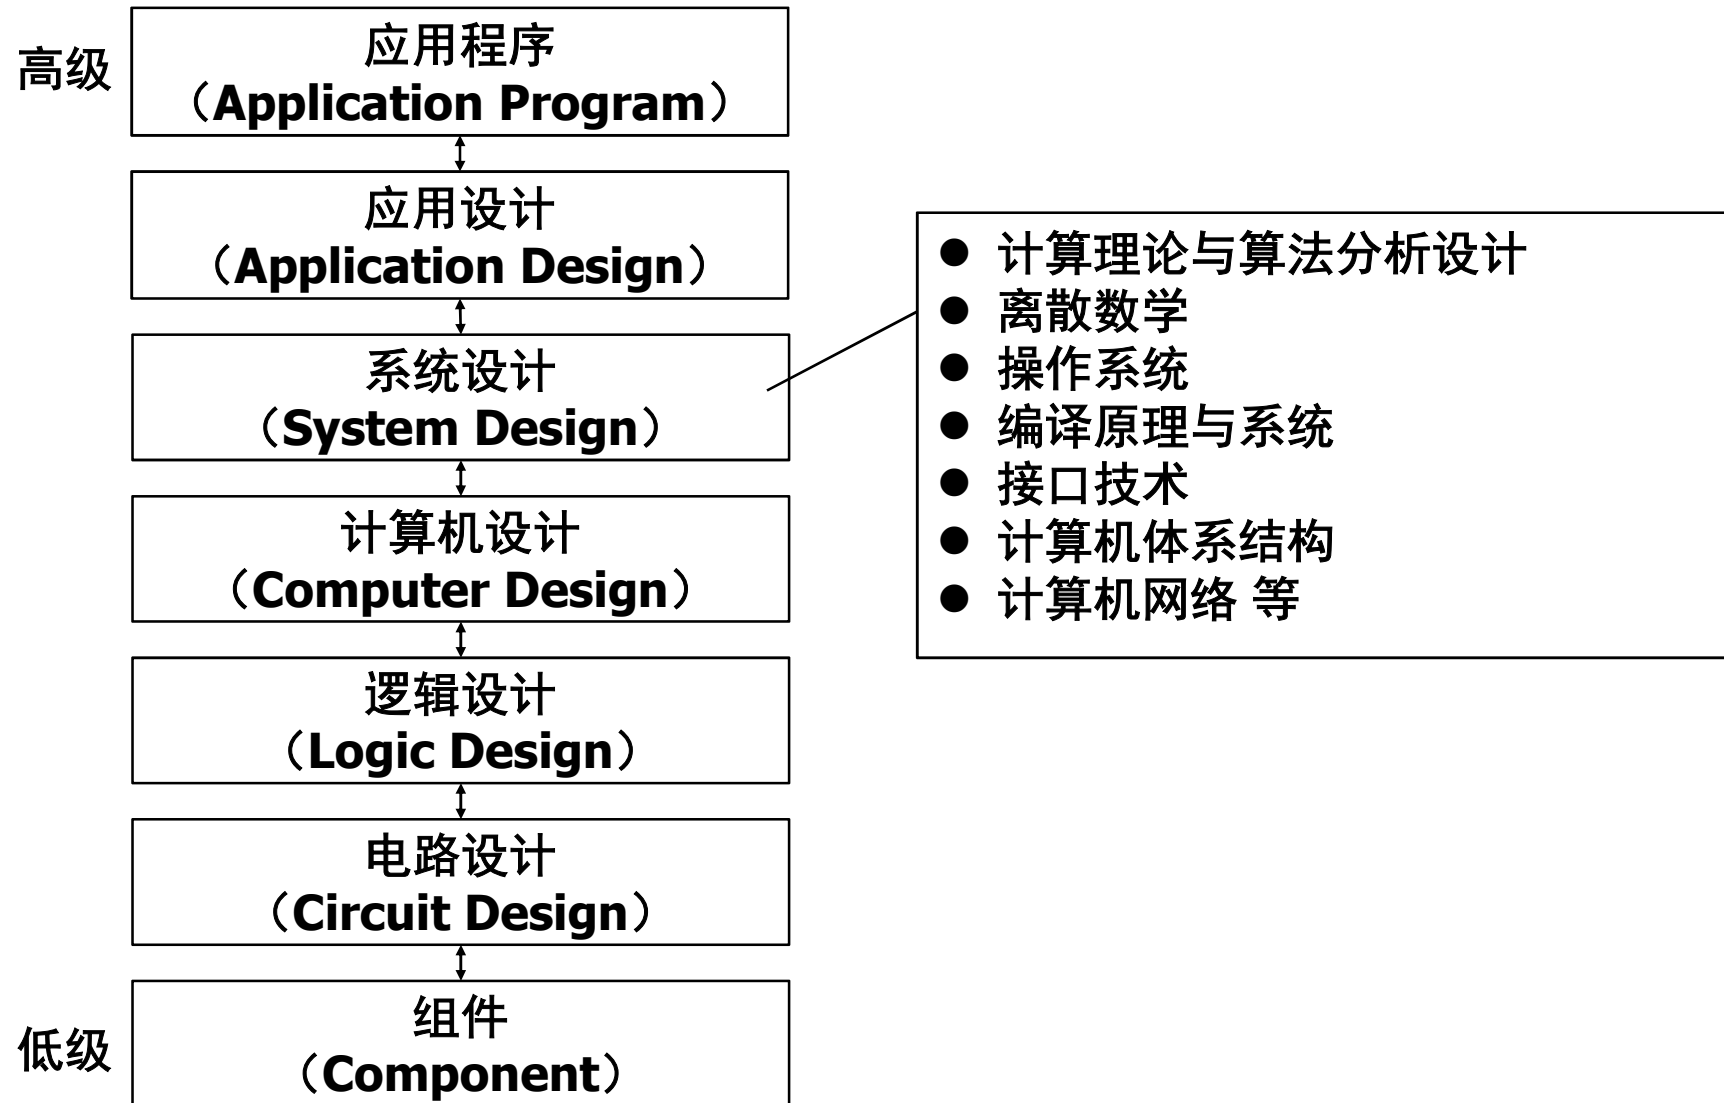 高级
应用程序
（Application Program）
应用设计
（Application Design）
系统设计
（System Design）
计算机设计
（Computer Design）
逻辑设计
（Logic Design）
电路设计
（Circuit Design）
低级
组件
（Component）
● 计算理论与算法分析设计
● 离散数学
● 操作系统
● 编译原理与系统
● 接口技术
● 计算机体系结构
● 计算机网络 等